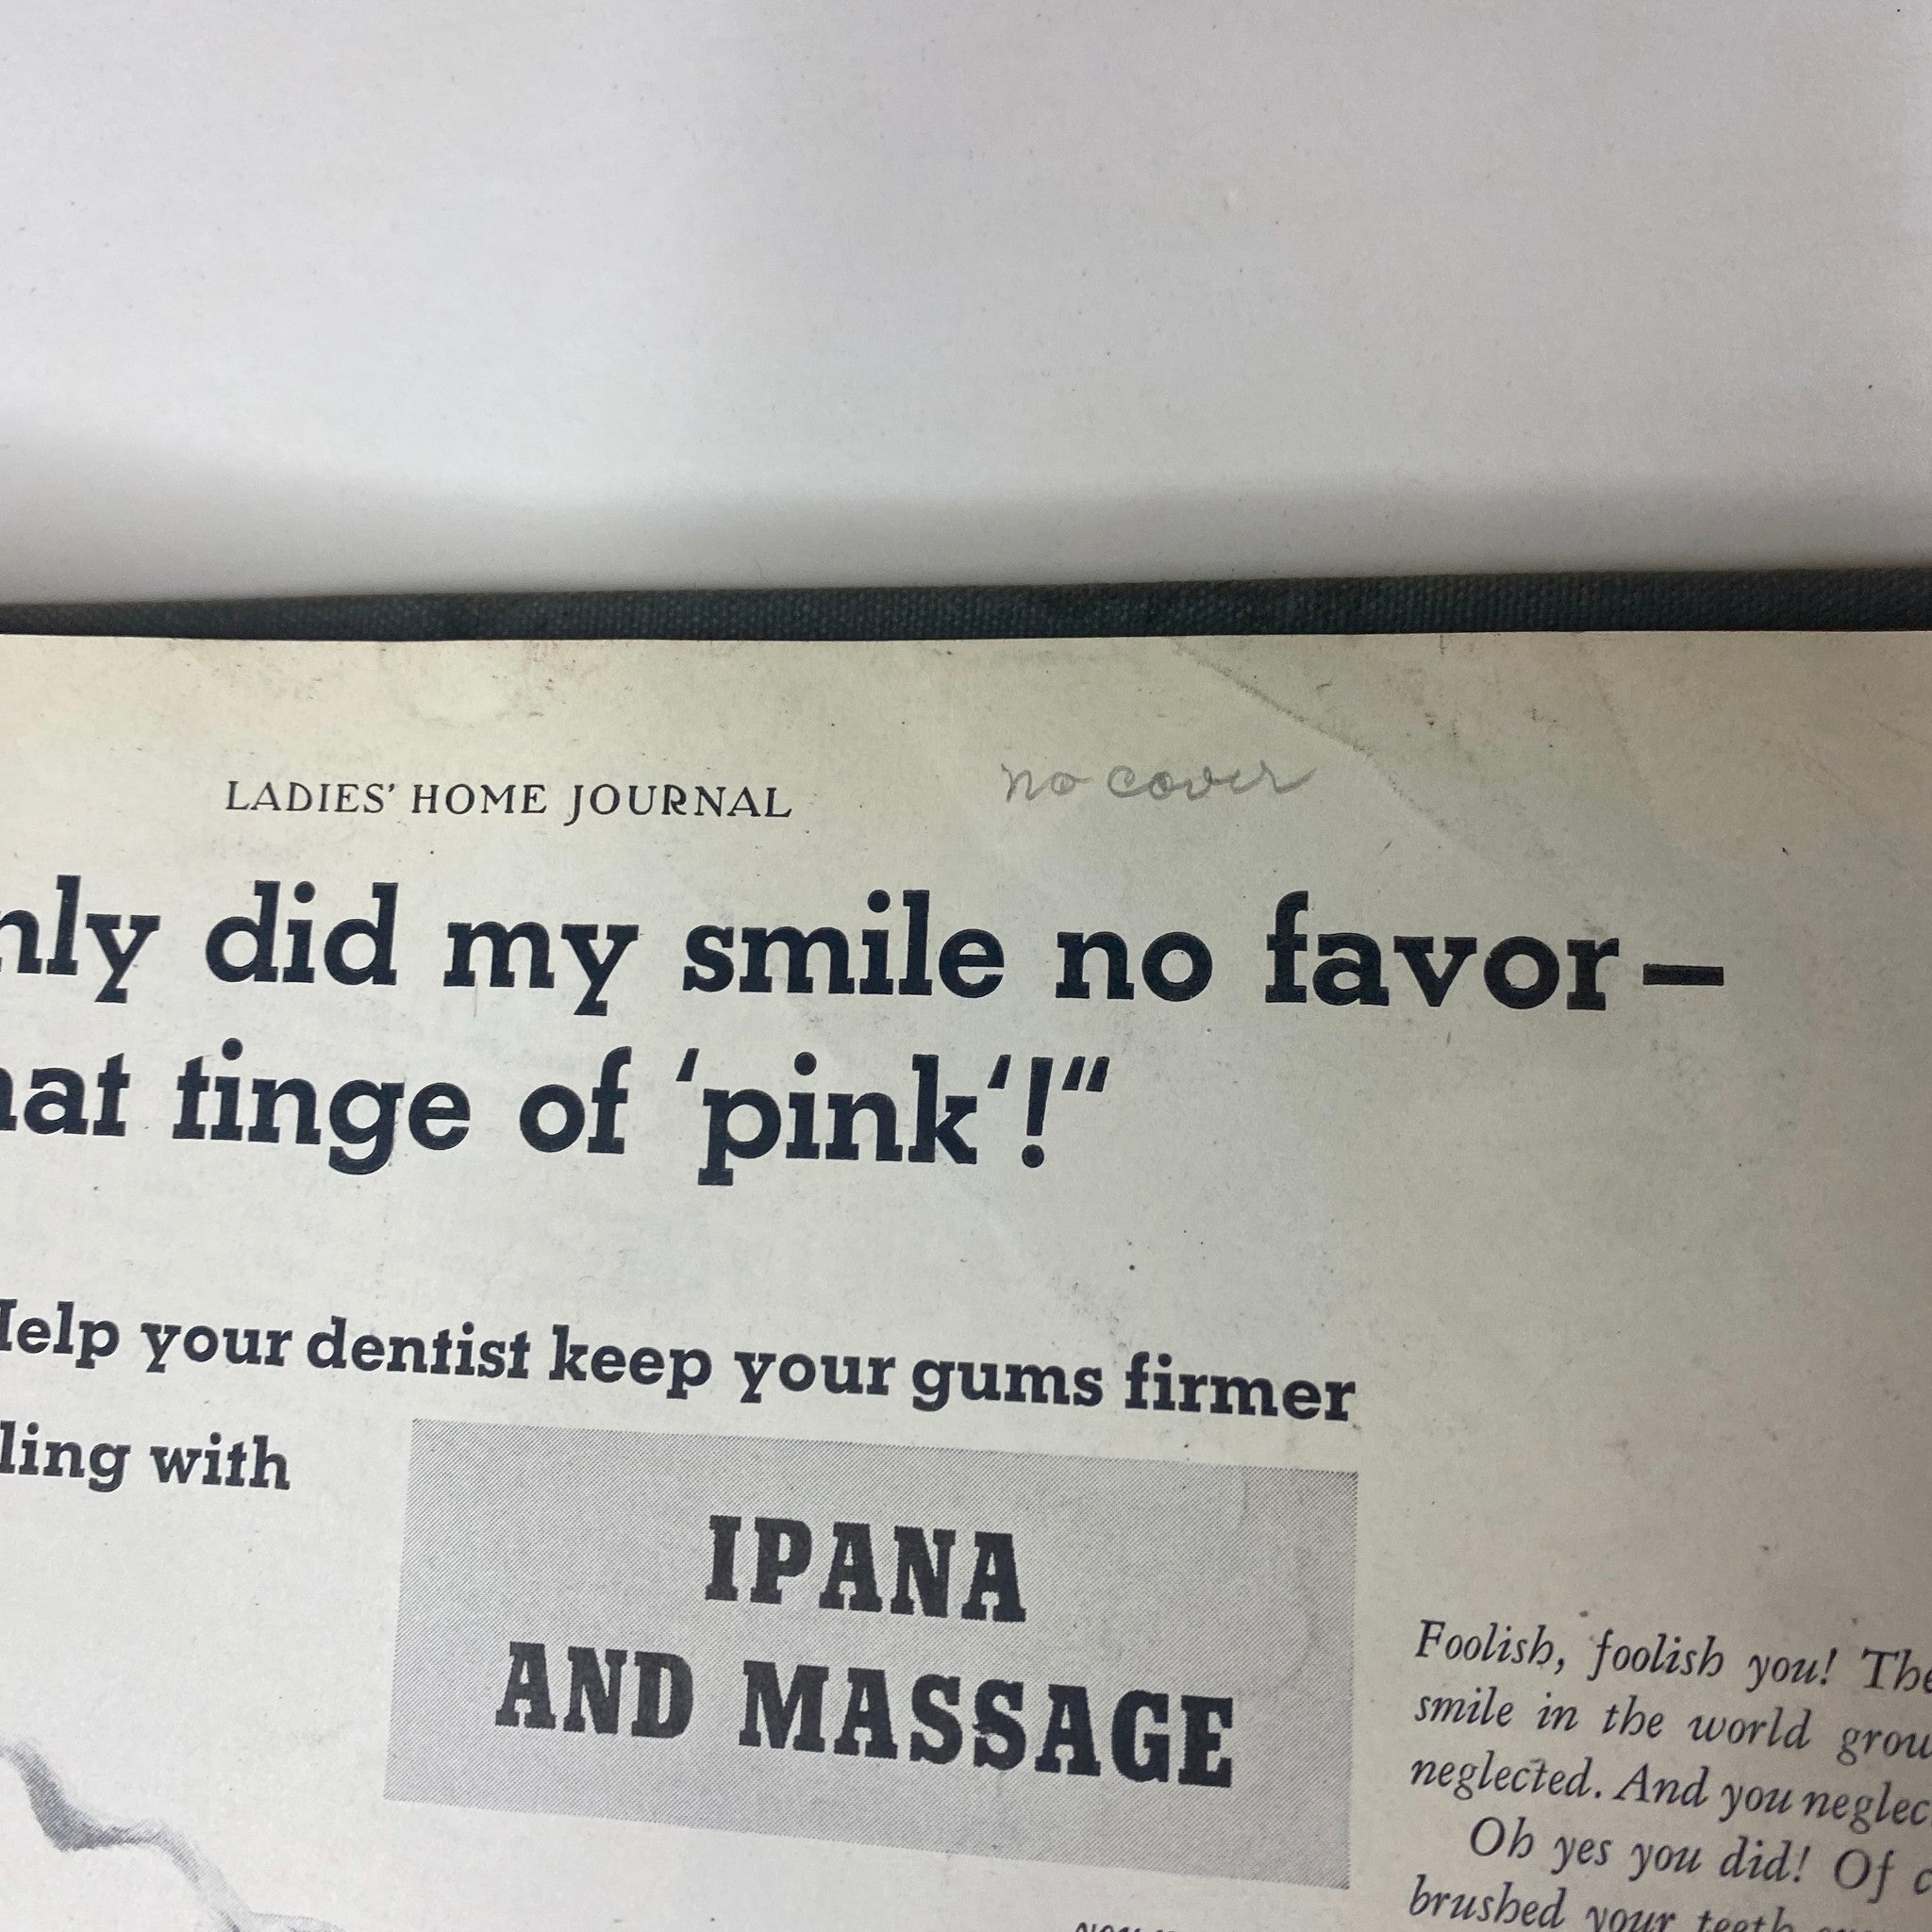 LADIES' HOME JOURNAL no cover
nly did my smile no favor—
hat tinge of ‘pink‘!“
Help your dentist keep your gums firmer
ling with
IPANA
AND MASSAGE
Foolish, foolish you! The
smile in the world grow
neglected. And you neglec
Oh yes you did! Of c
brushed your teeth